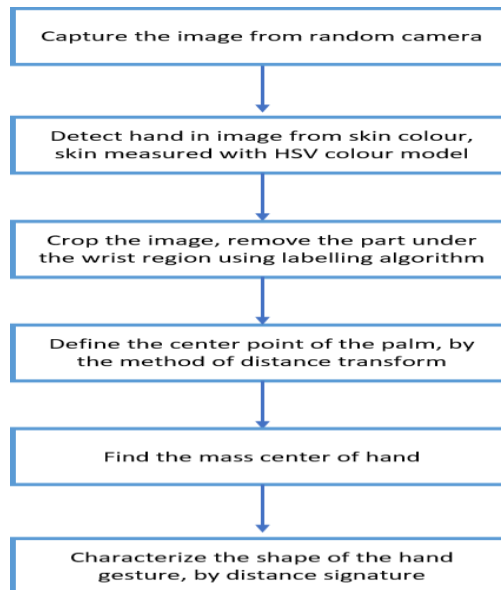 Capture the image from random camera
Detect hand in image from skin colour,
skin measured with HSV colour model
Crop the image, remove the part under
the wrist region using labelling algorithm
Define the center point of the palm, by
the method of distance transform
Find the mass center of hand
Characterize the shape of the hand
gesture, by distance signature